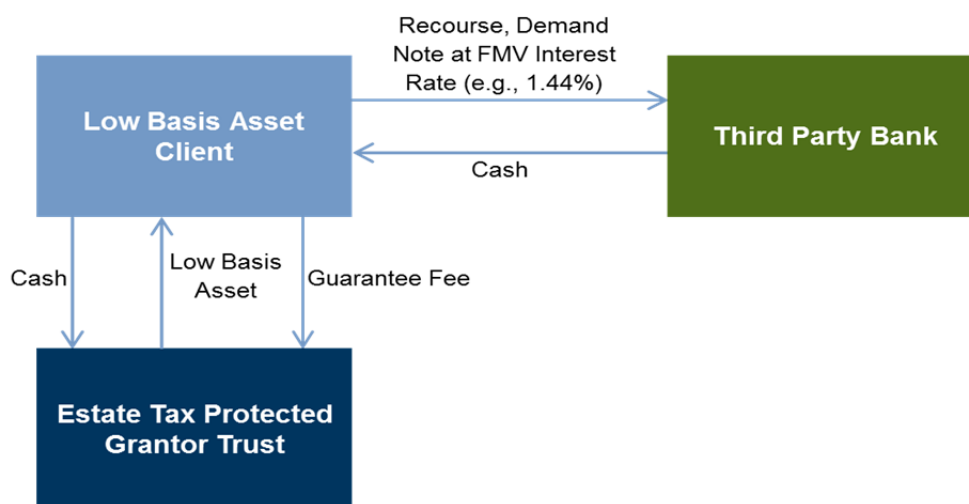 Recourse, Demand
Note at FMV Interest
Rate (e.g., 1.44%)
Low Basis Asset
Client
Third Party Bank
Cash
Cash
Low Basis
Asset
Guarantee Fee
Estate Tax Protected
Grantor Trust